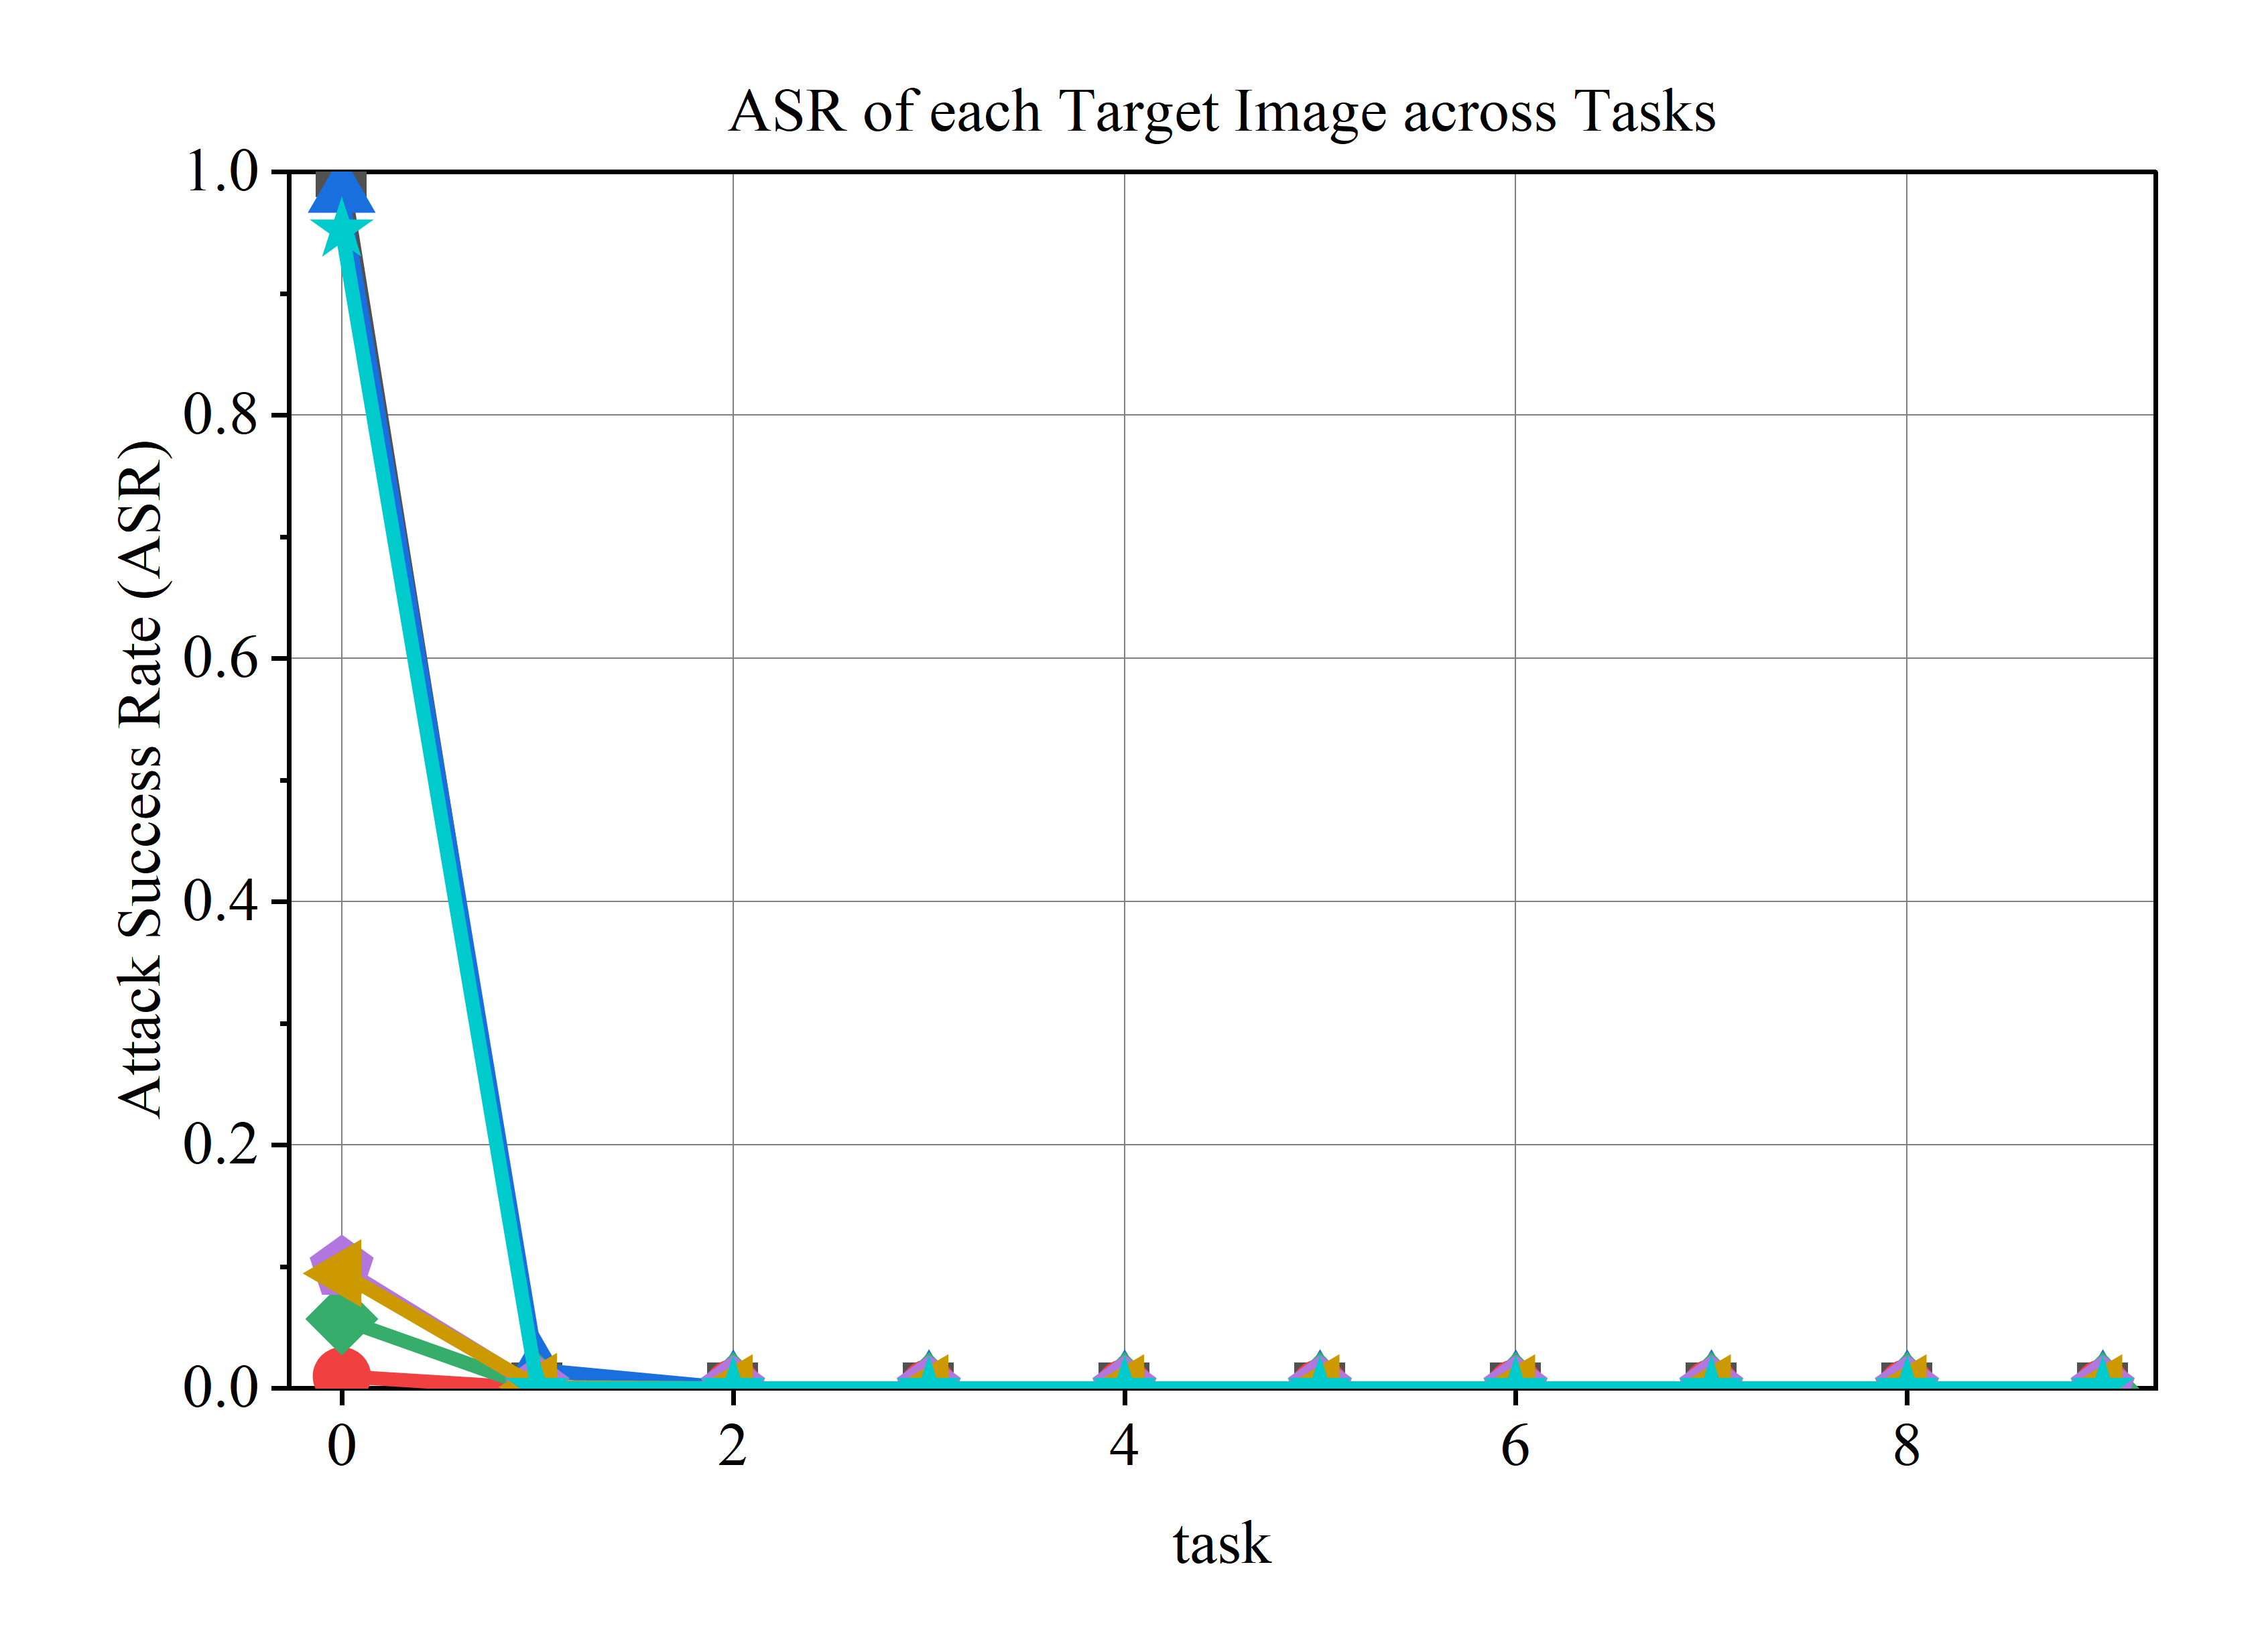 ASR of each Target Image across Tasks
1.0
0.8
0.6
0.4
0.2
0.0
Attack Success Rate (ASR)
0 2 4 6 8
task